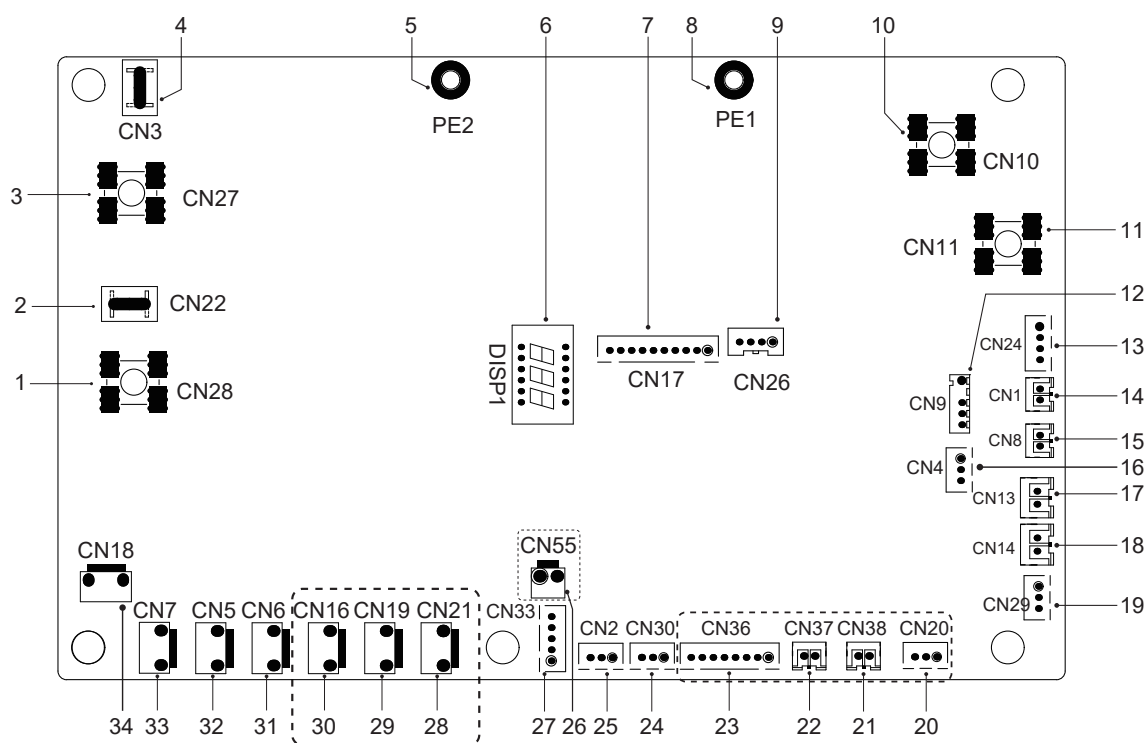 4 5 6 7 8 9 10
CN3 PE2 PE1
CN10
3 CN27
CN11 11
2 CN22
12
CN24 13
DISP1
CN17 CN26
1 CN28
CN9 CN1 14
CN8 15
CN4 16
CN13 17
CN14 18
CN18 CN55
CN29 19
CN7 CN5 CN6 CN16 CN19 CN21 CN33 CN2 CN30 CN36 CN37 CN38 CN20
34 33 32 31 30 29 28 27 26 25 24 23 22 21 20